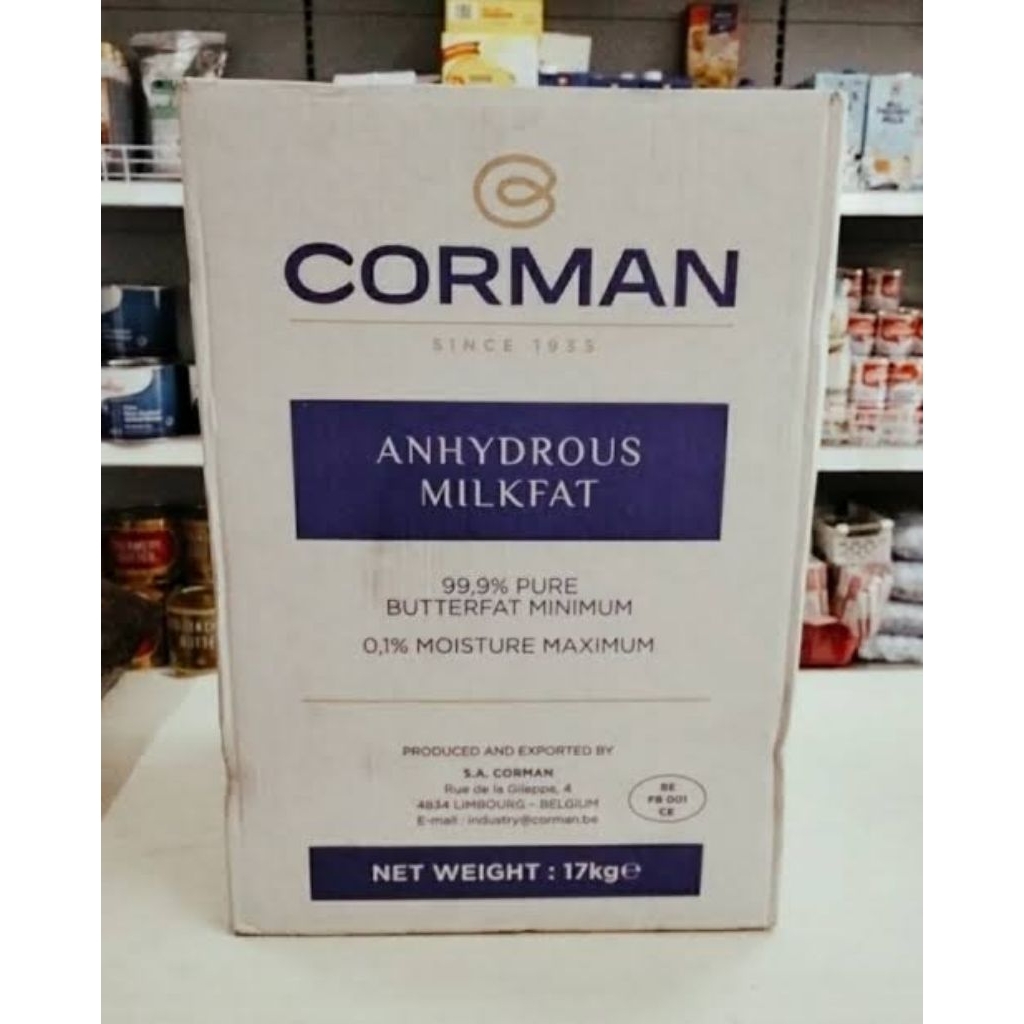 CORMAN
SINCE 1935
ANHYDROUS
MILKFAT
99,9% PURE
BUTTERFAT MINIMUM
0,1% MOISTURE MAXIMUM
PRODUCED AND EXPORTED BY
S.A. CORMAN
Rue de la Gileppe, 4
4834 LIMBOURG - BELGIUM
E-mail : industry@corman.be
BE
FB 001
CE
NET WEIGHT : 17kg℮